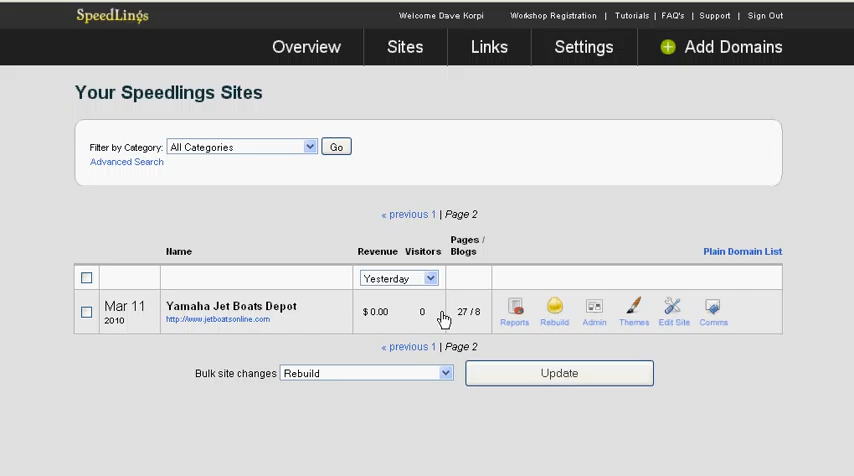 SpeedLings
Welcome Dave Korpi
Workshop Registration | Tutorials | FAQ's | Support | Sign Out
Overview
Sites
Links
Settings
Add Domains
Your Speedlings Sites
Filter by Category: All Categories Go
Advanced Search
« previous 1 | Page 2
Name Revenue Visitors Pages / Blogs Plain Domain List
Yesterday
Mar 11 2010
Yamaha Jet Boats Depot
http://www.jetboatsonline.com
$ 0.00 0 27 / 8
Reports Rebuild Admin Themes Edit Site Comms
« previous 1 | Page 2
Bulk site changes Rebuild Update